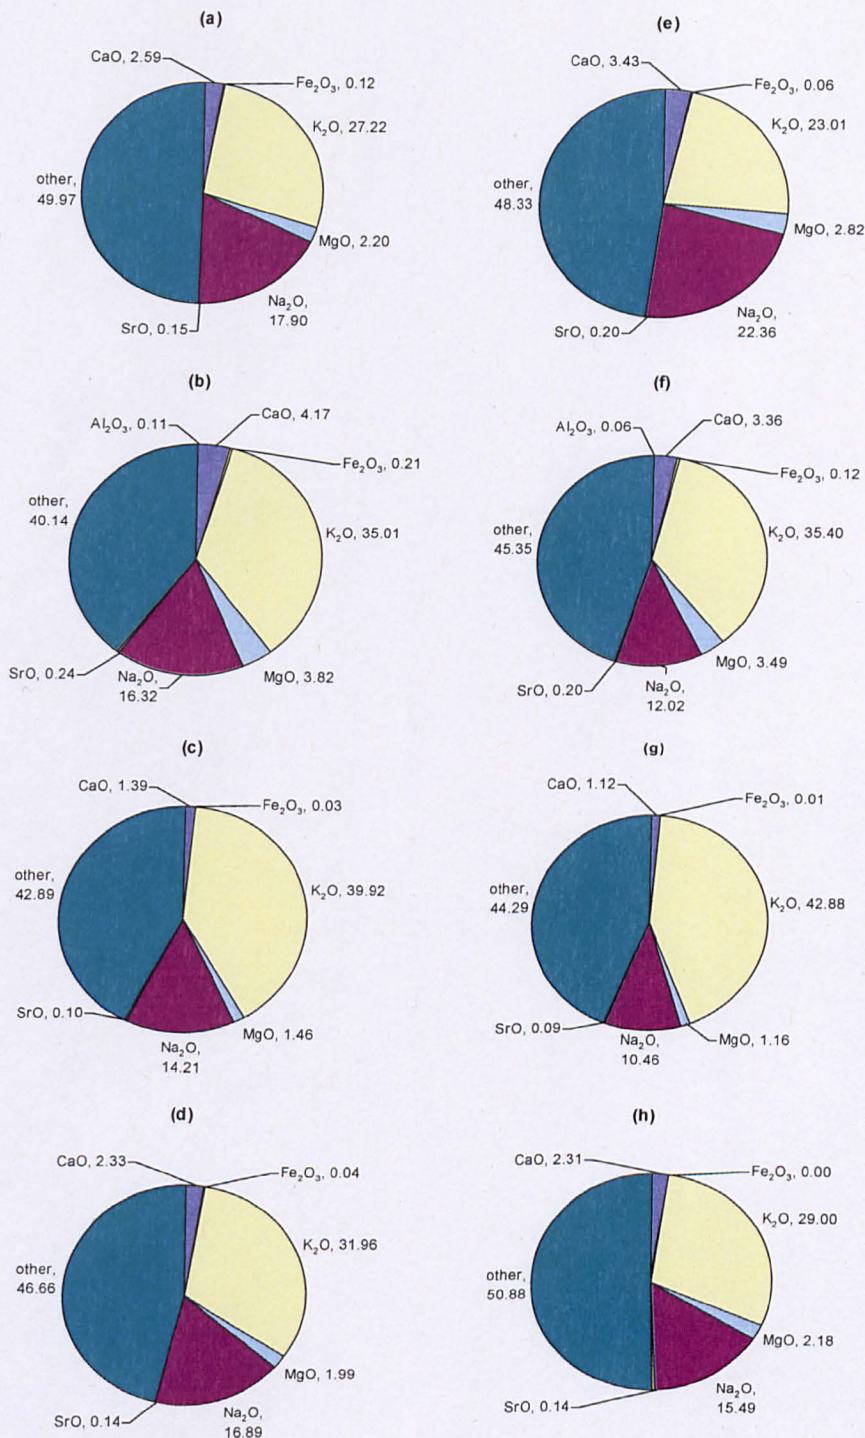 (a)
CaO, 2.59
Fe₂O₃, 0.12
K₂O, 27.22
other,
49.97
MgO, 2.20
Na₂O,
17.90
SrO, 0.15
(e)
CaO, 3.43
Fe₂O₃, 0.06
K₂O, 23.01
other,
48.33
MgO, 2.82
SrO, 0.20
Na₂O,
22.36
(b)
CaO, 4.17
Al₂O₃, 0.11
Fe₂O₃, 0.21
other,
40.14
K₂O, 35.01
SrO, 0.24
Na₂O,
16.32
MgO, 3.82
(f)
CaO, 3.36
Al₂O₃, 0.06
Fe₂O₃, 0.12
other,
45.35
K₂O, 35.40
MgO, 3.49
SrO, 0.20
Na₂O,
12.02
(c)
CaO, 1.39
Fe₂O₃, 0.03
other,
42.89
K₂O, 39.92
SrO, 0.10
MgO, 1.46
Na₂O,
14.21
(g)
CaO, 1.12
Fe₂O₃, 0.01
other,
44.29
K₂O, 42.88
SrO, 0.09
Na₂O,
10.46
MgO, 1.16
(d)
CaO, 2.33
Fe₂O₃, 0.04
K₂O, 31.96
other,
46.66
MgO, 1.99
SrO, 0.14
Na₂O,
16.89
(h)
CaO, 2.31
Fe₂O₃, 0.00
K₂O, 29.00
other,
50.88
MgO, 2.18
SrO, 0.14
Na₂O,
15.49